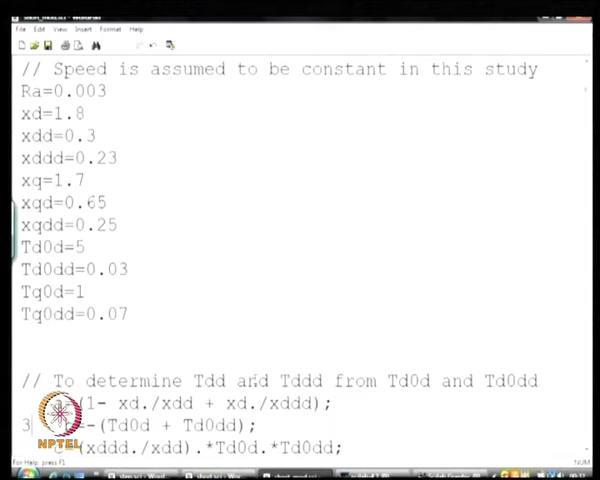 File Edit View Insert Format Help
// Speed is assumed to be constant in this study
Ra=0.003
xd=1.8
xdd=0.3
xddd=0.23
xq=1.7
xqd=0.65
xqdd=0.25
Td0d=5
Td0dd=0.03
Tq0d=1
Tq0dd=0.07
// To determine Tdd and Tddd from Td0d and Td0dd
(1- xd./xdd + xd./xddd);
3 -(Td0d + Td0dd);
(xddd./xdd).*Td0d.*Td0dd;
NPTEL
For Help, press F1
NUM